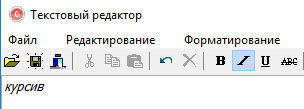 Текстовый редактор
Файл Редактирование Форматирование
B I U ABC
курсив